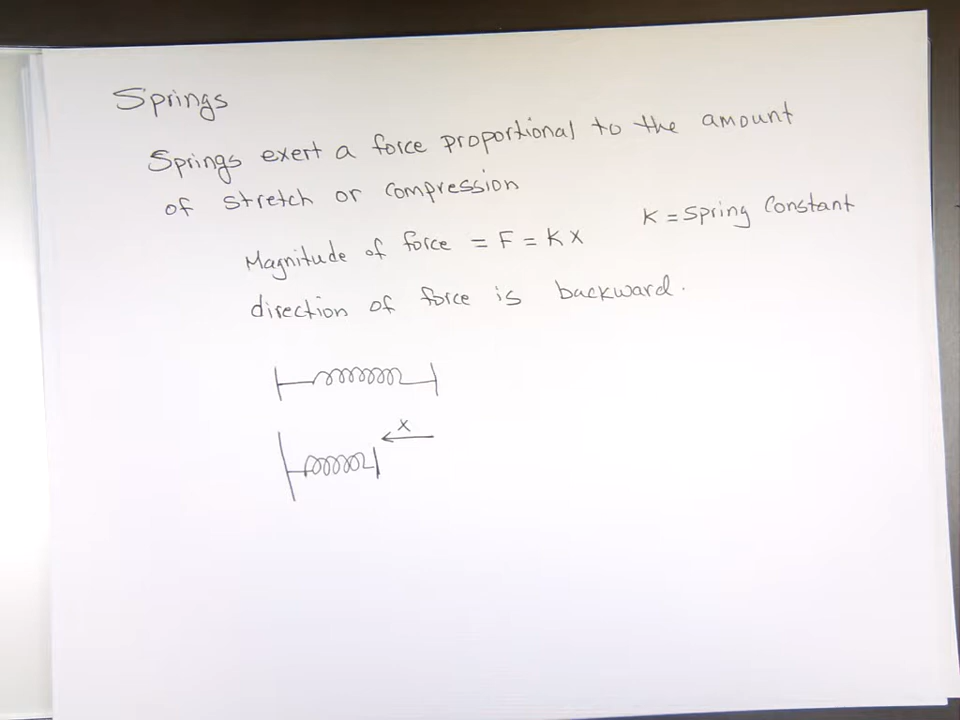 Springs
Springs exert a force proportional to the amount
of stretch or compression
K = Spring Constant
Magnitude of force = F = K x
direction of force is backward.
x